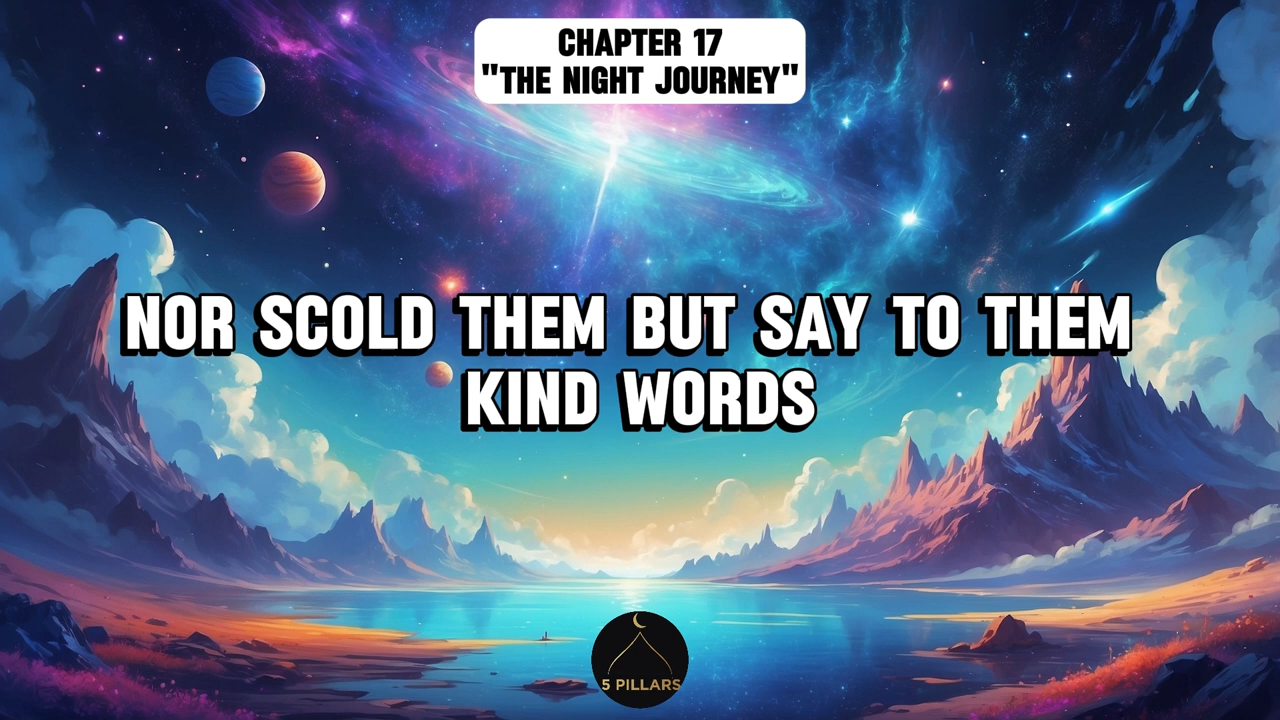 CHAPTER 17
"THE NIGHT JOURNEY"
NOR SCOLD THEM BUT SAY TO THEM
KIND WORDS
5 PILLARS